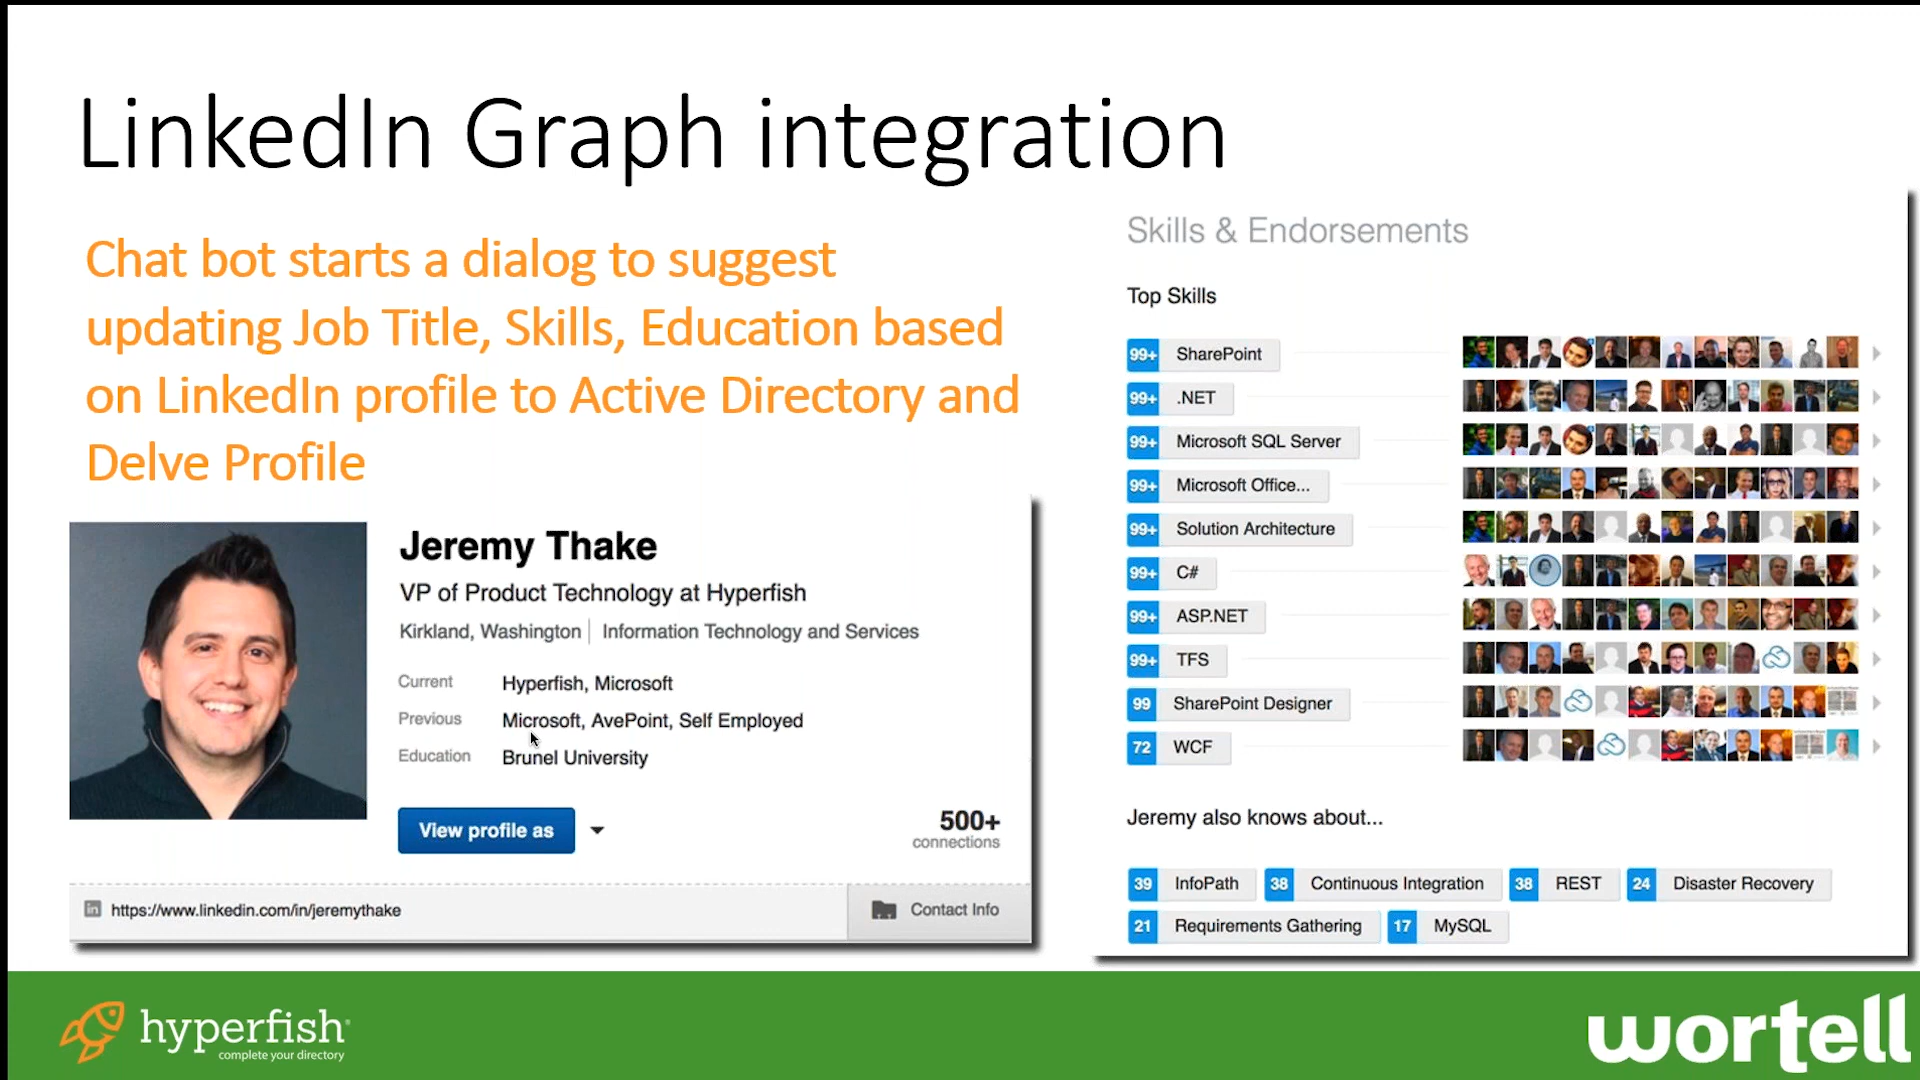 LinkedIn Graph integration
Chat bot starts a dialog to suggest
updating Job Title, Skills, Education based
on LinkedIn profile to Active Directory and
Delve Profile
Jeremy Thake
VP of Product Technology at Hyperfish
Kirkland, Washington | Information Technology and Services
Current Hyperfish, Microsoft
Previous Microsoft, AvePoint, Self Employed
Education Brunel University
View profile as
500+
connections
in https://www.linkedin.com/in/jeremythake
Contact Info
Skills & Endorsements
Top Skills
99+ SharePoint
99+ .NET
99+ Microsoft SQL Server
99+ Microsoft Office...
99+ Solution Architecture
99+ C#
99+ ASP.NET
99+ TFS
99 SharePoint Designer
72 WCF
Jeremy also knows about...
39 InfoPath 38 Continuous Integration 38 REST 24 Disaster Recovery
21 Requirements Gathering 17 MySQL
hyperfish
complete your directory
wortell